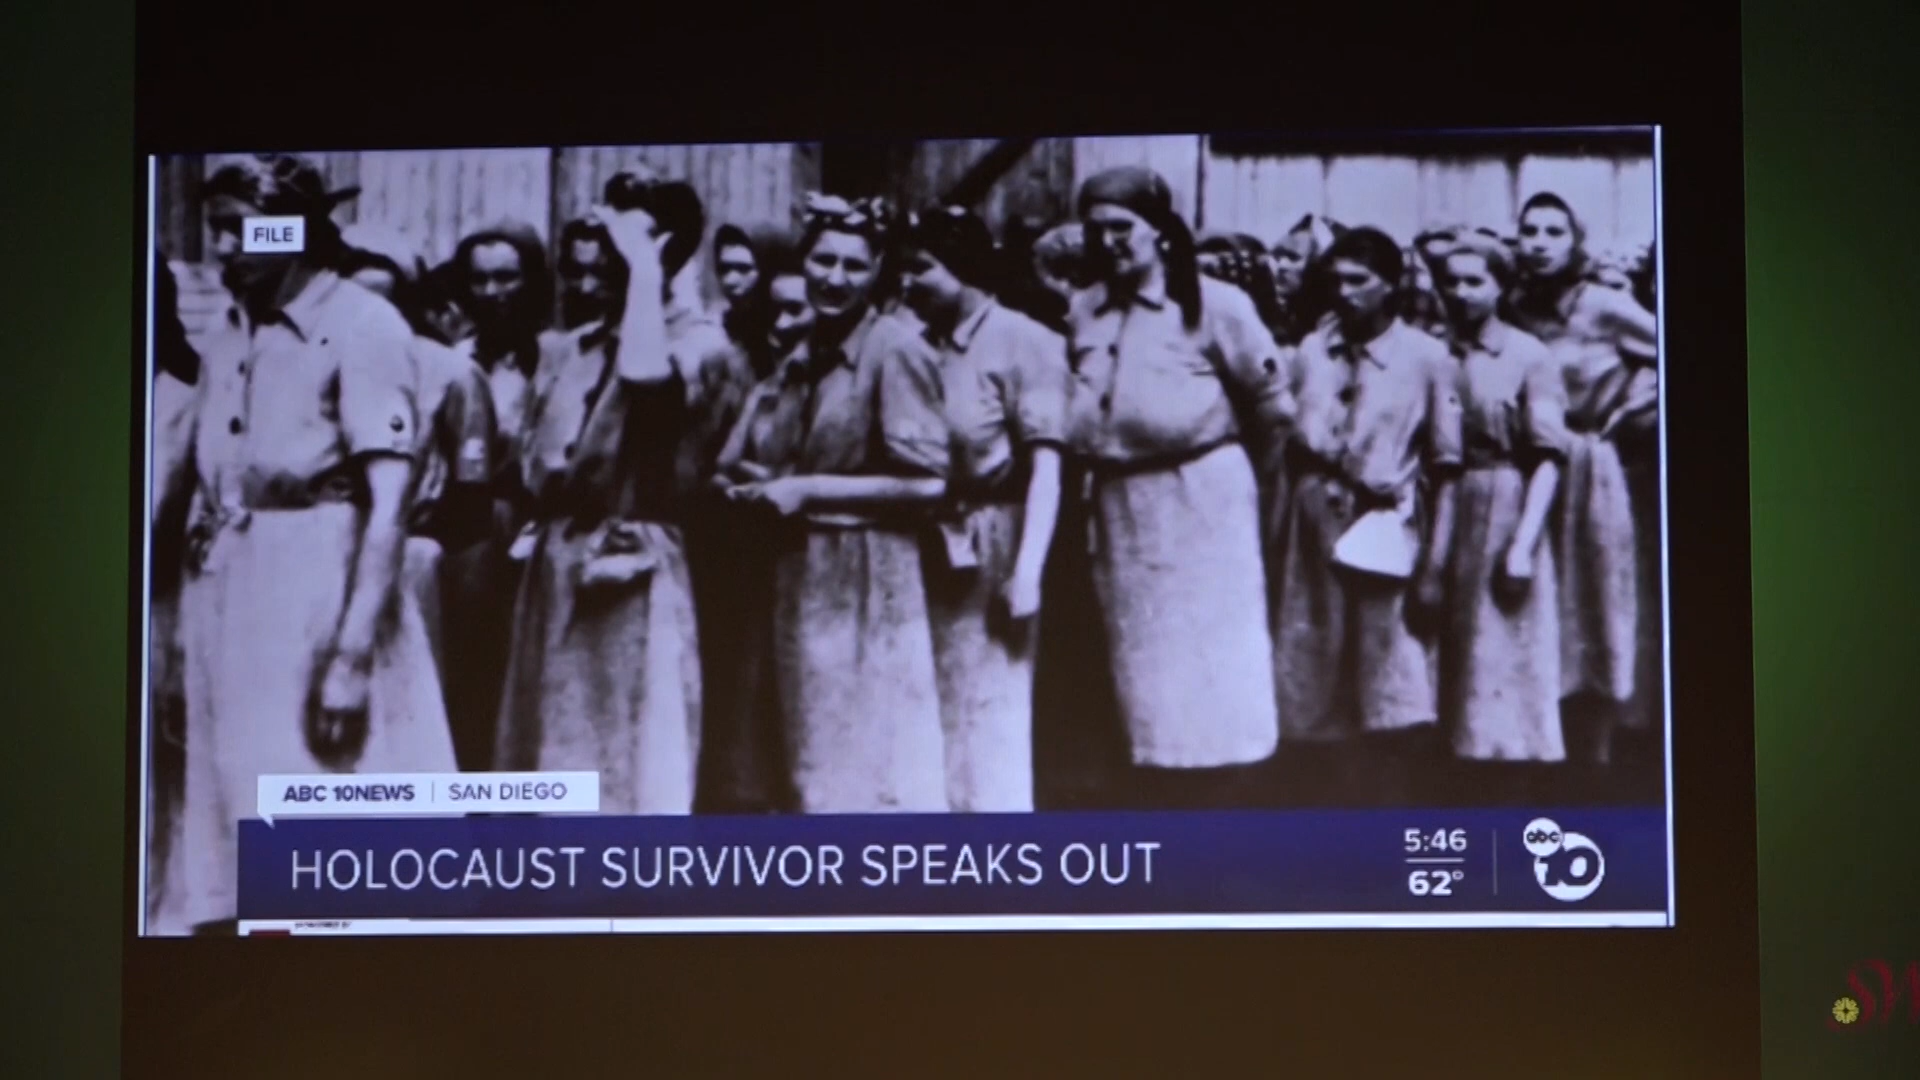 FILE
ABC 10NEWS | SAN DIEGO
HOLOCAUST SURVIVOR SPEAKS OUT
5:46
62°
abc
10